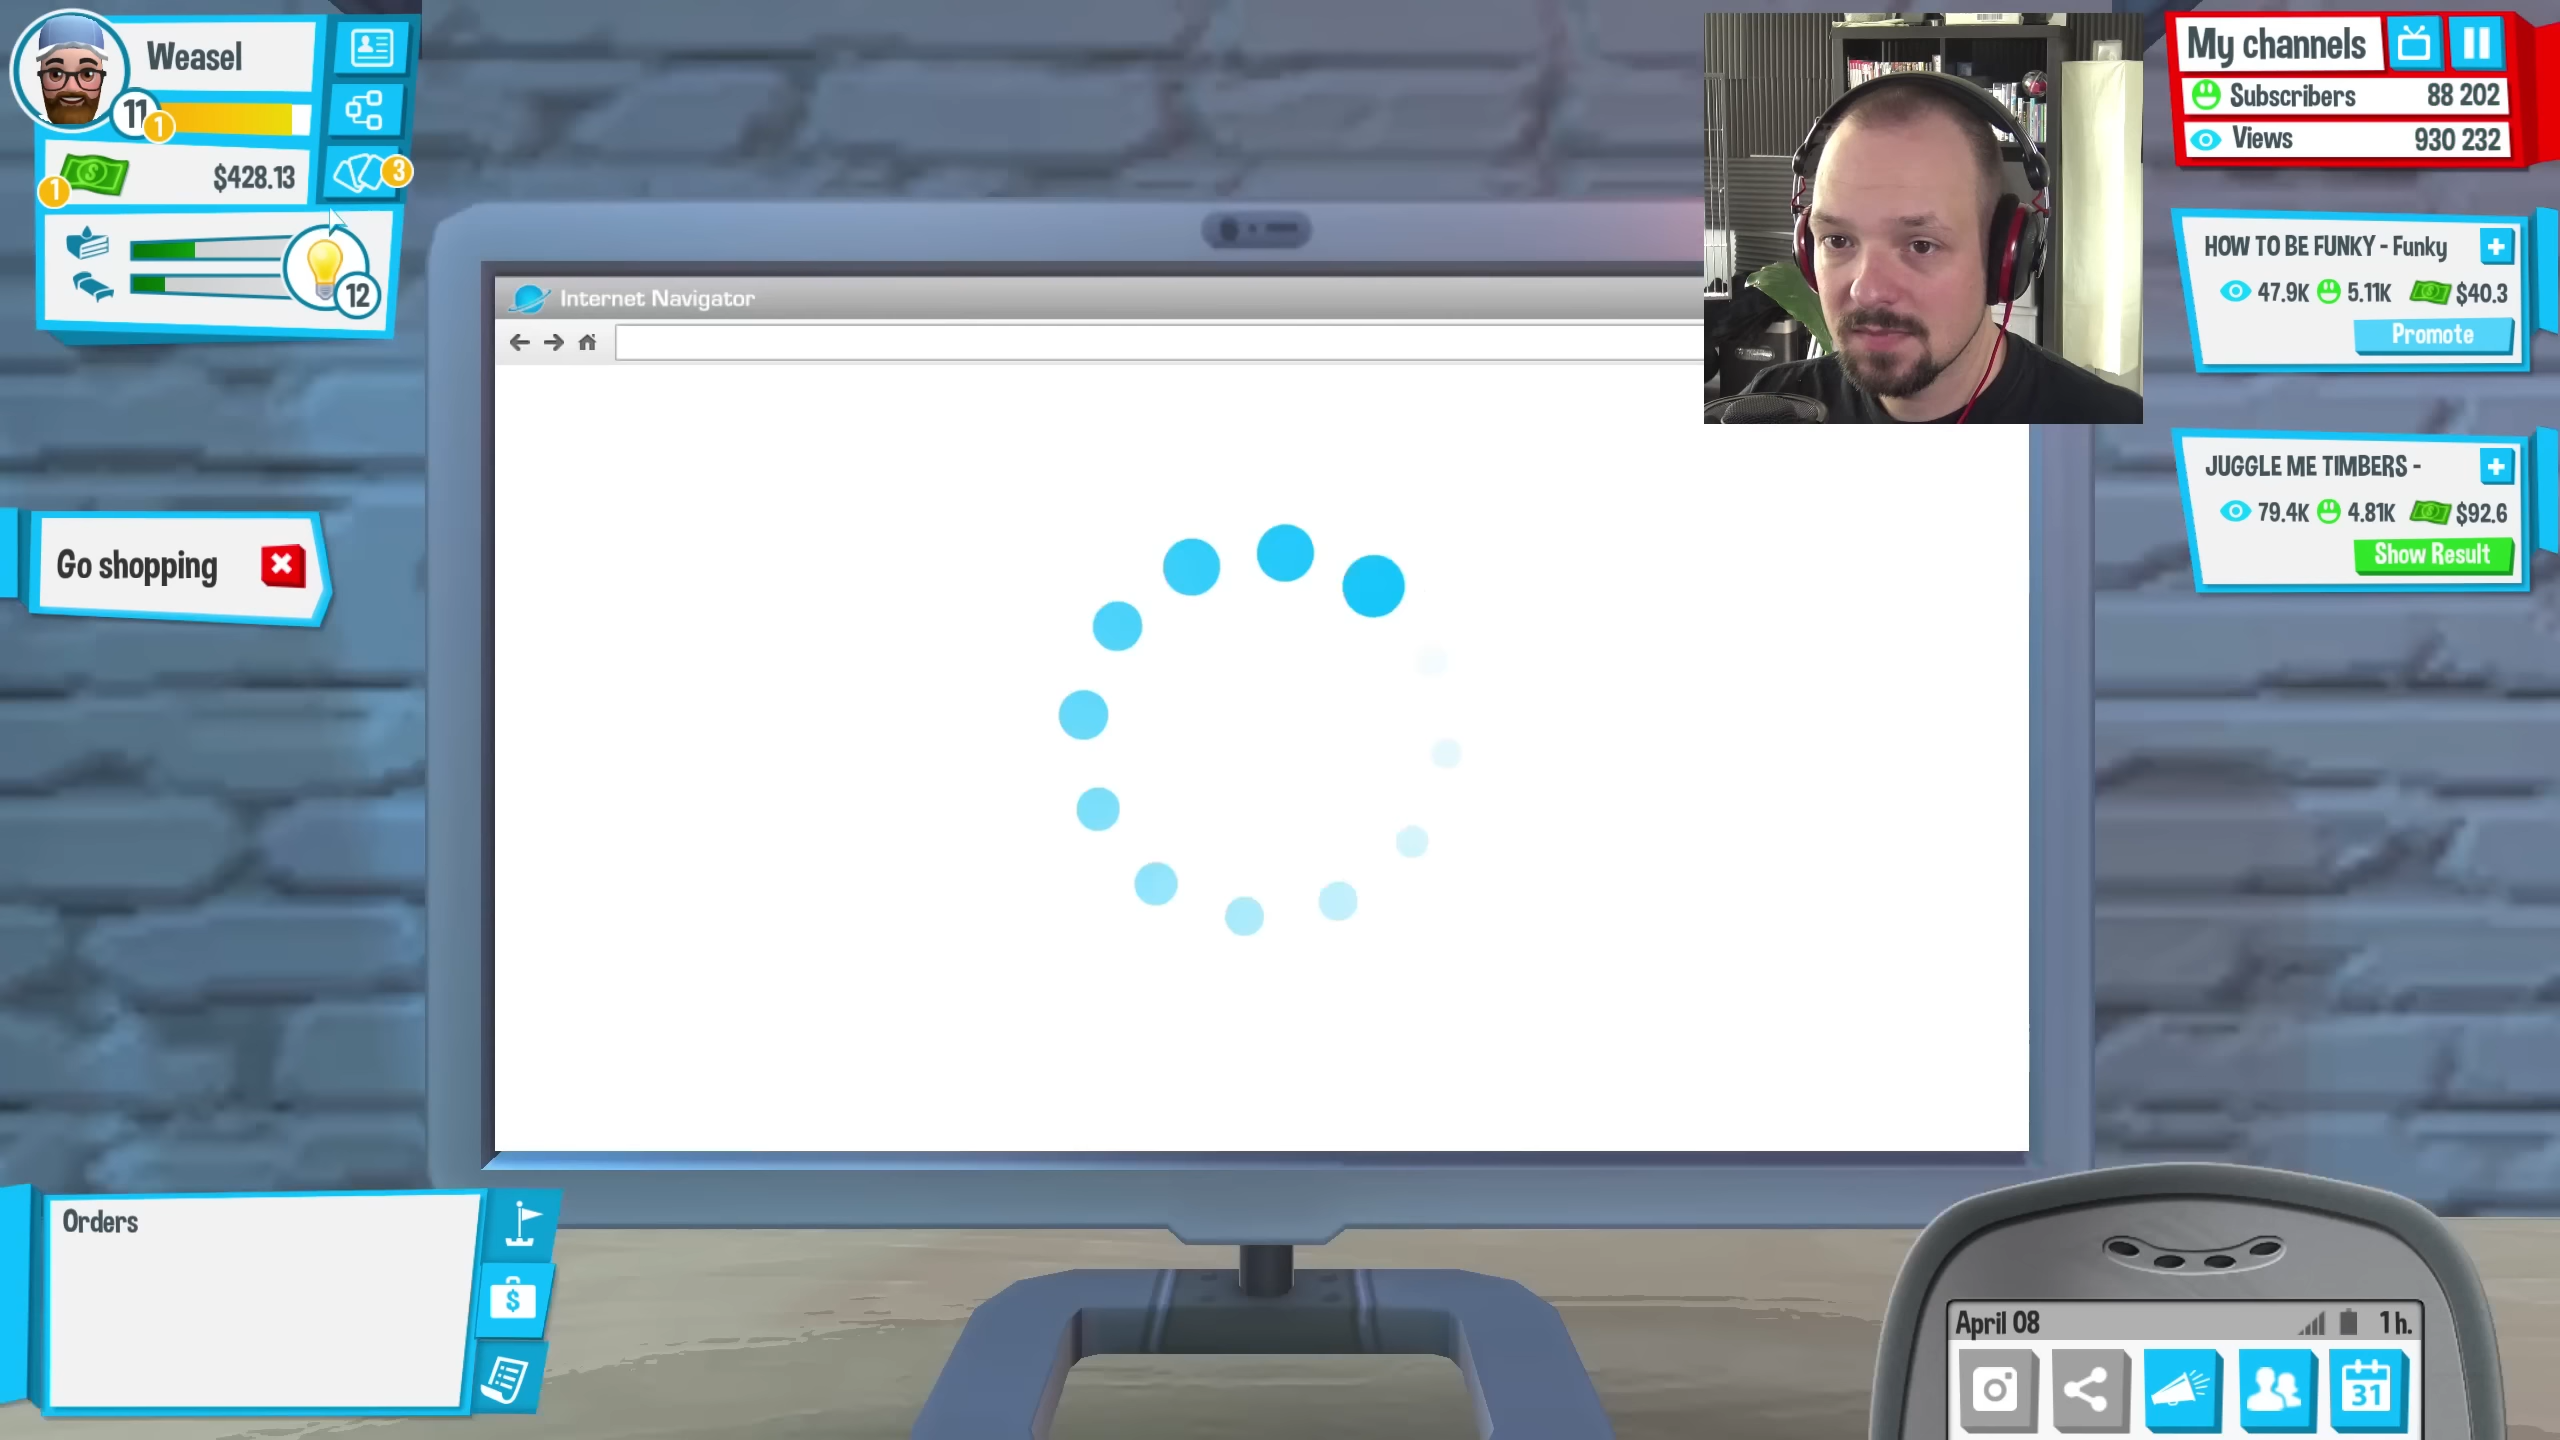 Weasel
11
1
1
$428.13
3
12
Go shopping
Orders
Internet Navigator
My channels
Subscribers 88 202
Views 930 232
HOW TO BE FUNKY - Funky
47.9K 5.11K $40.3
Promote
JUGGLE ME TIMBERS -
79.4K 4.81K $92.6
Show Result
April 08 1 h.
31